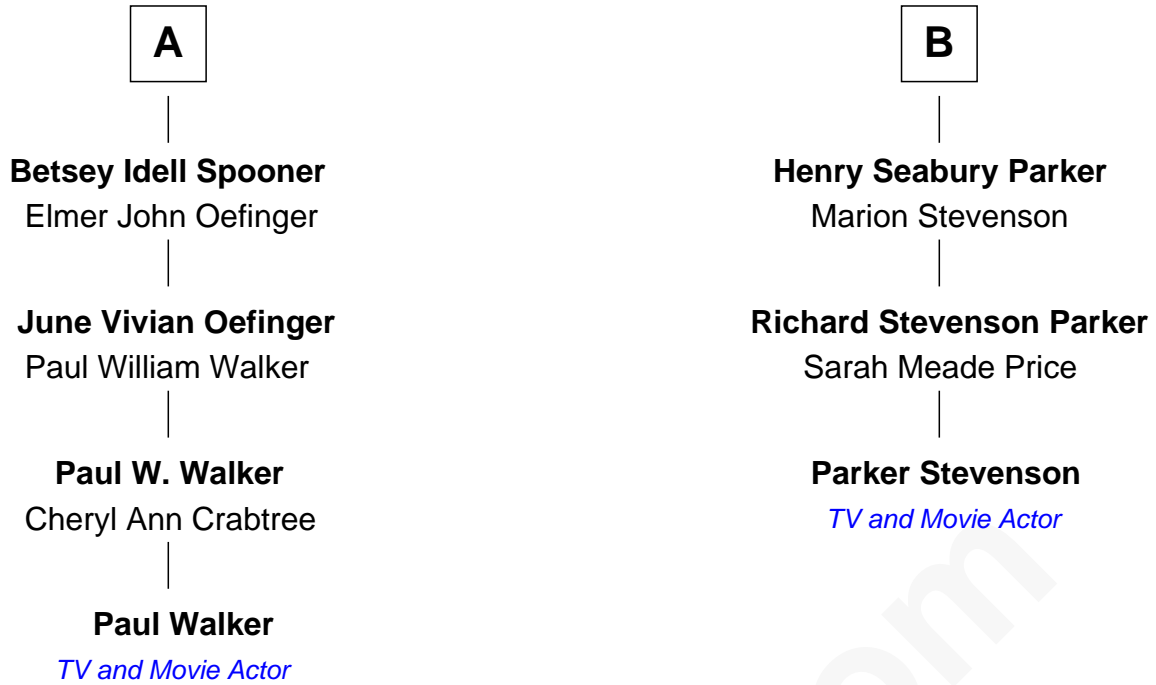 A
Betsey Idell Spooner
Elmer John Oefinger
June Vivian Oefinger
Paul William Walker
Paul W. Walker
Cheryl Ann Crabtree
Paul Walker
TV and Movie Actor
B
Henry Seabury Parker
Marion Stevenson
Richard Stevenson Parker
Sarah Meade Price
Parker Stevenson
TV and Movie Actor
om